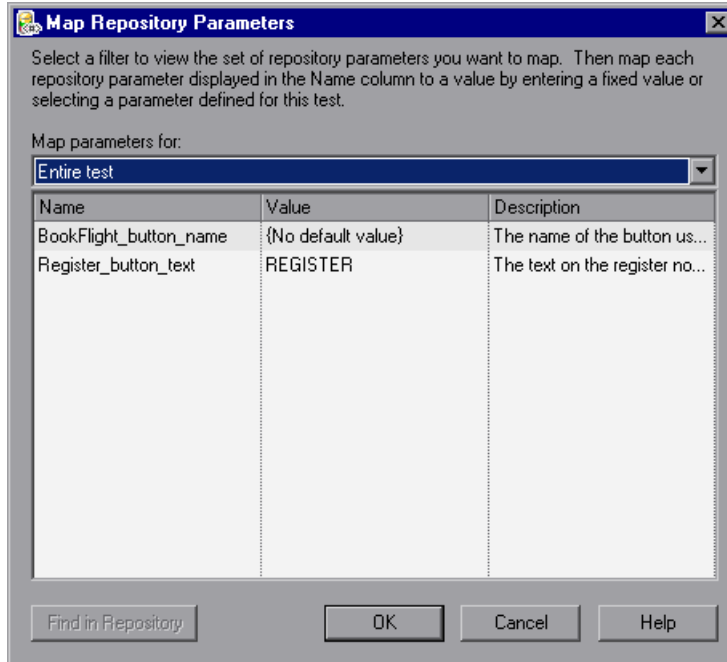 Map Repository Parameters
Select a filter to view the set of repository parameters you want to map. Then map each
repository parameter displayed in the Name column to a value by entering a fixed value or
selecting a parameter defined for this test.
Map parameters for:
Entire test
Name Value Description
BookFlight_button_name {No default value} The name of the button us...
Register_button_text REGISTER The text on the register no...
Find in Repository OK Cancel Help